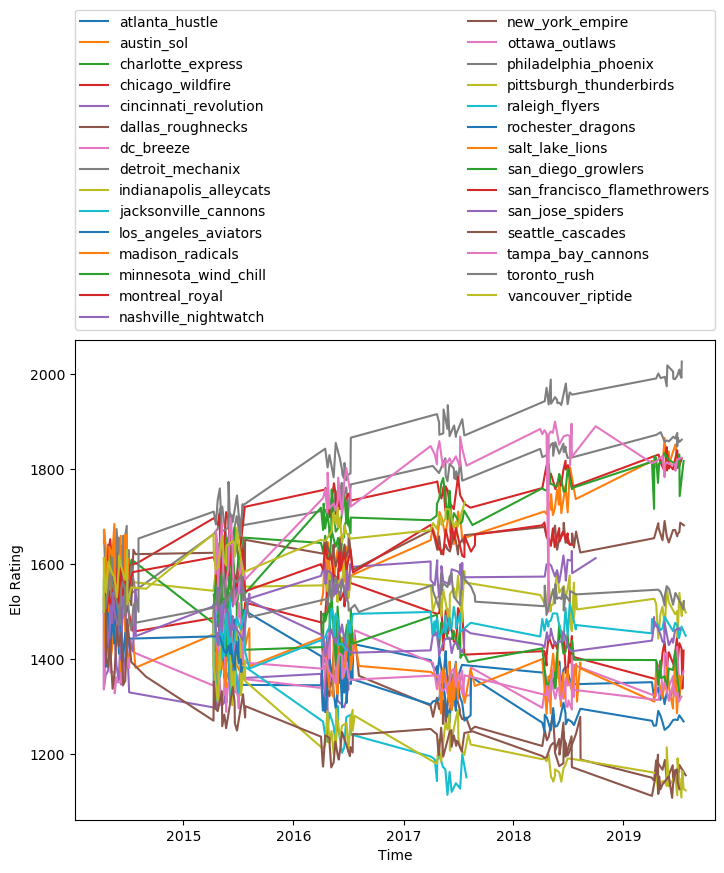 atlanta_hustle
austin_sol
charlotte_express
chicago_wildfire
cincinnati_revolution
dallas_roughnecks
dc_breeze
detroit_mechanix
indianapolis_alleycats
jacksonville_cannons
los_angeles_aviators
madison_radicals
minnesota_wind_chill
montreal_royal
nashville_nightwatch
new_york_empire
ottawa_outlaws
philadelphia_phoenix
pittsburgh_thunderbirds
raleigh_flyers
rochester_dragons
salt_lake_lions
san_diego_growlers
san_francisco_flamethrowers
san_jose_spiders
seattle_cascades
tampa_bay_cannons
toronto_rush
vancouver_riptide
2000
1800
1600
1400
1200
Elo Rating
2015
2016
2017
2018
2019
Time